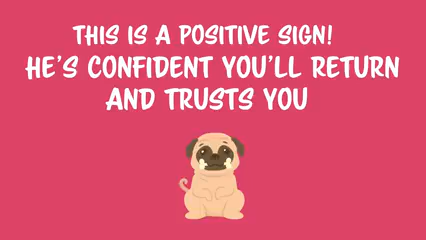 THIS IS A POSITIVE SIGN!
HE'S CONFIDENT YOU'LL RETURN
AND TRUSTS YOU